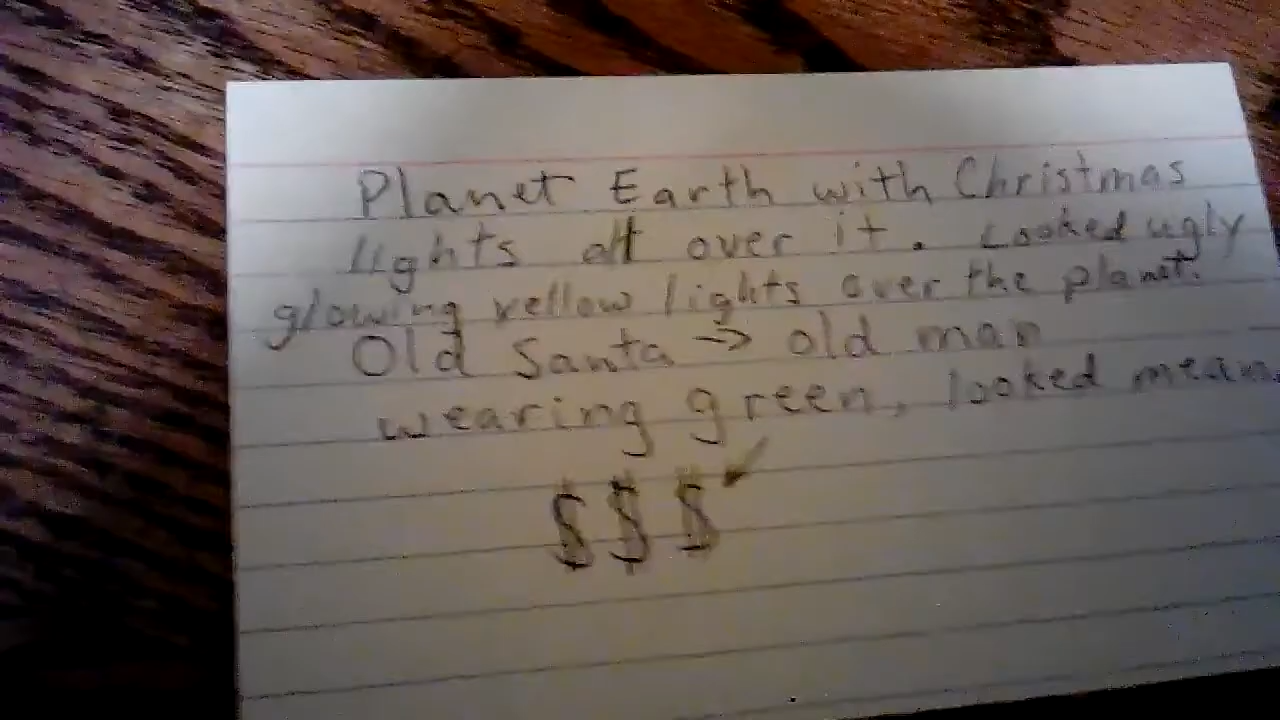 Planet Earth with Christmas
lights all over it. Looked ugly
glowing yellow lights over the planet.
Old Santa → old man
wearing green, looked mean.
$$$